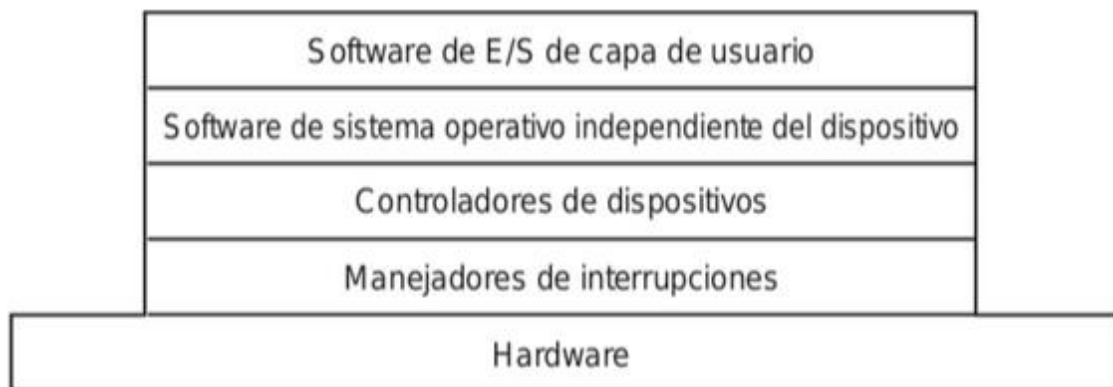 Software de E/S de capa de usuario
Software de sistema operativo independiente del dispositivo
Controladores de dispositivos
Manejadores de interrupciones
Hardware